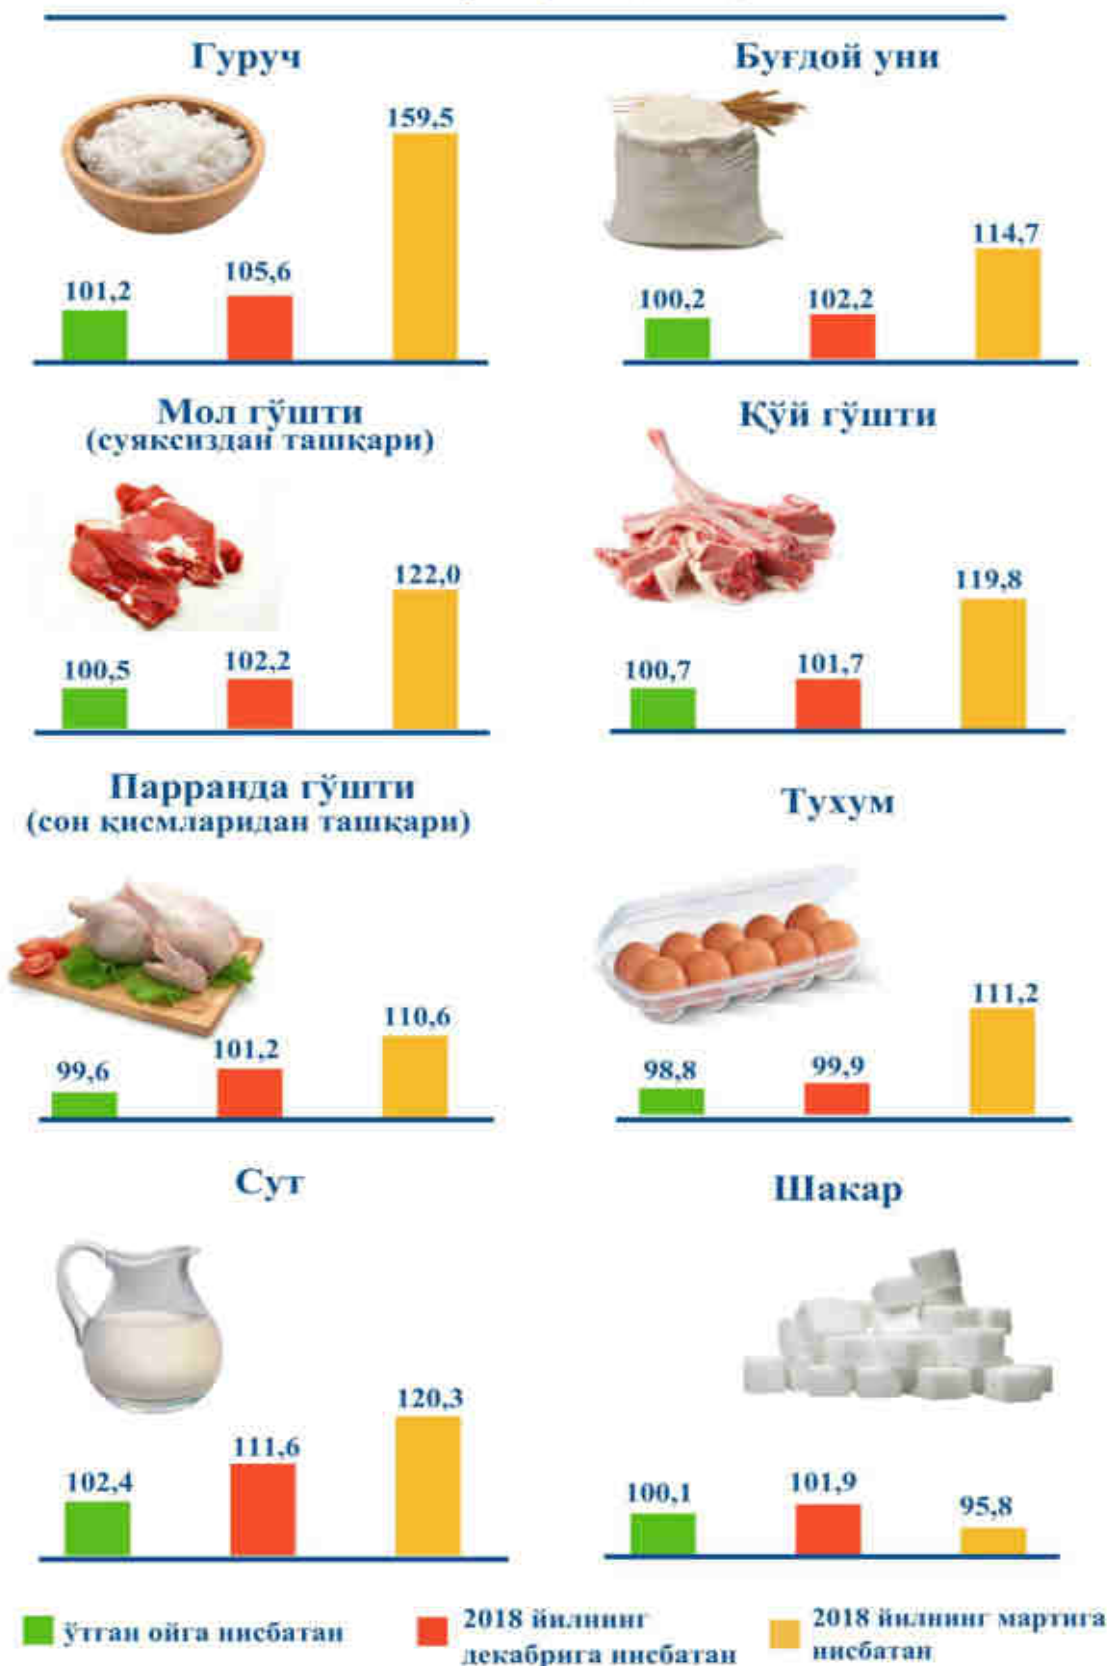 Гуруч
159,5
105,6
101,2
Буғдой уни
114,7
102,2
100,2
Мол гўшти
(суяксиздан ташқари)
122,0
102,2
100,5
Қўй гўшти
119,8
101,7
100,7
Парранда гўшти
(сон қисмларидан ташқари)
110,6
101,2
99,6
Тухум
111,2
99,9
98,8
Сут
120,3
111,6
102,4
Шакар
100,1
101,9
95,8
ўтган ойга нисбатан
2018 йилнинг
декабрига нисбатан
2018 йилнинг мартига
нисбатан